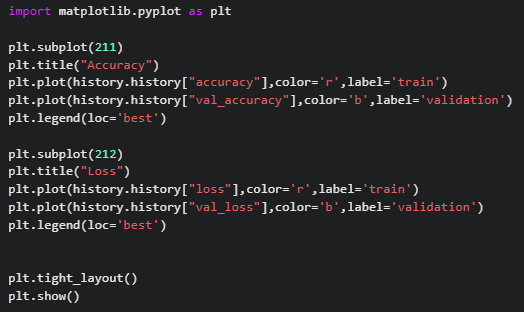 import matplotlib.pyplot as plt
plt.subplot(211)
plt.title("Accuracy")
plt.plot(history.history["accuracy"],color='r',label='train')
plt.plot(history.history["val_accuracy"],color='b',label='validation')
plt.legend(loc='best')
plt.subplot(212)
plt.title("Loss")
plt.plot(history.history["loss"],color='r',label='train')
plt.plot(history.history["val_loss"],color='b',label='validation')
plt.legend(loc='best')
plt.tight_layout()
plt.show()